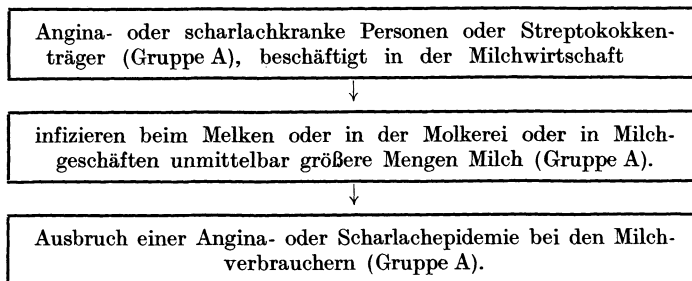 Angina- oder scharlachkranke Personen oder Streptokokken-
träger (Gruppe A), beschäftigt in der Milchwirtschaft
↓
infizieren beim Melken oder in der Molkerei oder in Milch-
geschäften unmittelbar größere Mengen Milch (Gruppe A).
↓
Ausbruch einer Angina- oder Scharlachepidemie bei den Milch-
verbrauchern (Gruppe A).